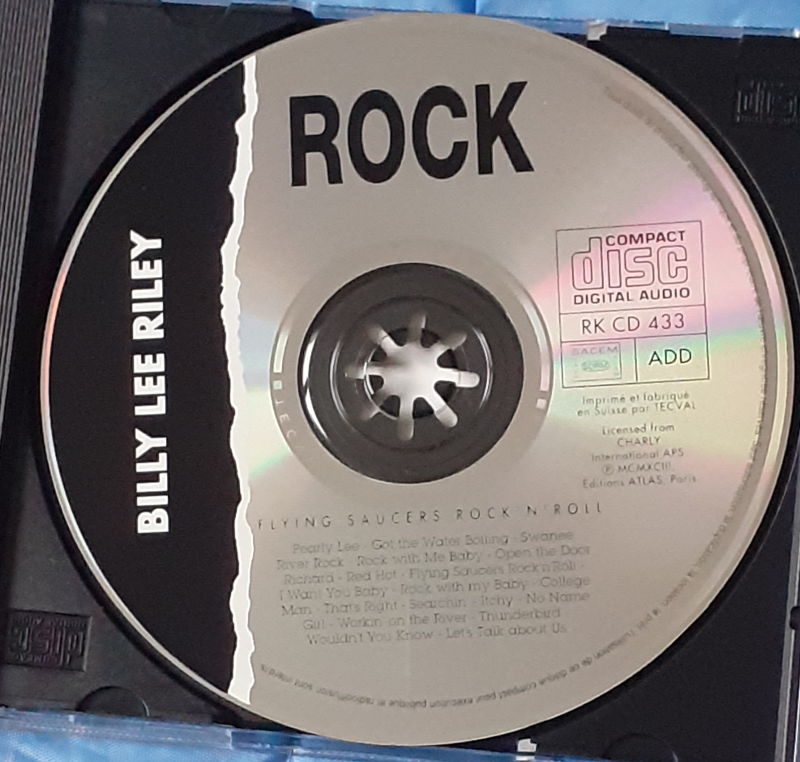 ROCK
BILLY LEE RILEY
COMPACT
disc
DIGITAL AUDIO
RK CD 433
SACEM
ADD
Imprimé et fabriqué
en Suisse par TECVAL
Licensed from
CHARLY
International APS
℗ MCMXCIII.
Editions ATLAS, Paris
FLYING SAUCERS ROCK'N'ROLL
Pearly Lee - Got the Water Boiling - Swanee
River Rock - Rock with Me Baby - Open the Door
Richard - Red Hot - Flying Saucers Rock'n'Roll -
I Want You Baby - Rock with my Baby - College
Man - That's Right - Searchin - Itchy - No Name
Girl - Workin' on the River - Thunderbird -
Wouldn't You Know - Let's Talk about Us